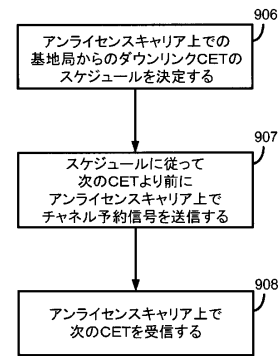 906
アンライセンスキャリア上での
基地局からのダウンリンクCETの
スケジュールを決定する
907
スケジュールに従って
次のCETより前に
アンライセンスキャリア上で
チャネル予約信号を送信する
908
アンライセンスキャリア上で
次のCETを受信する